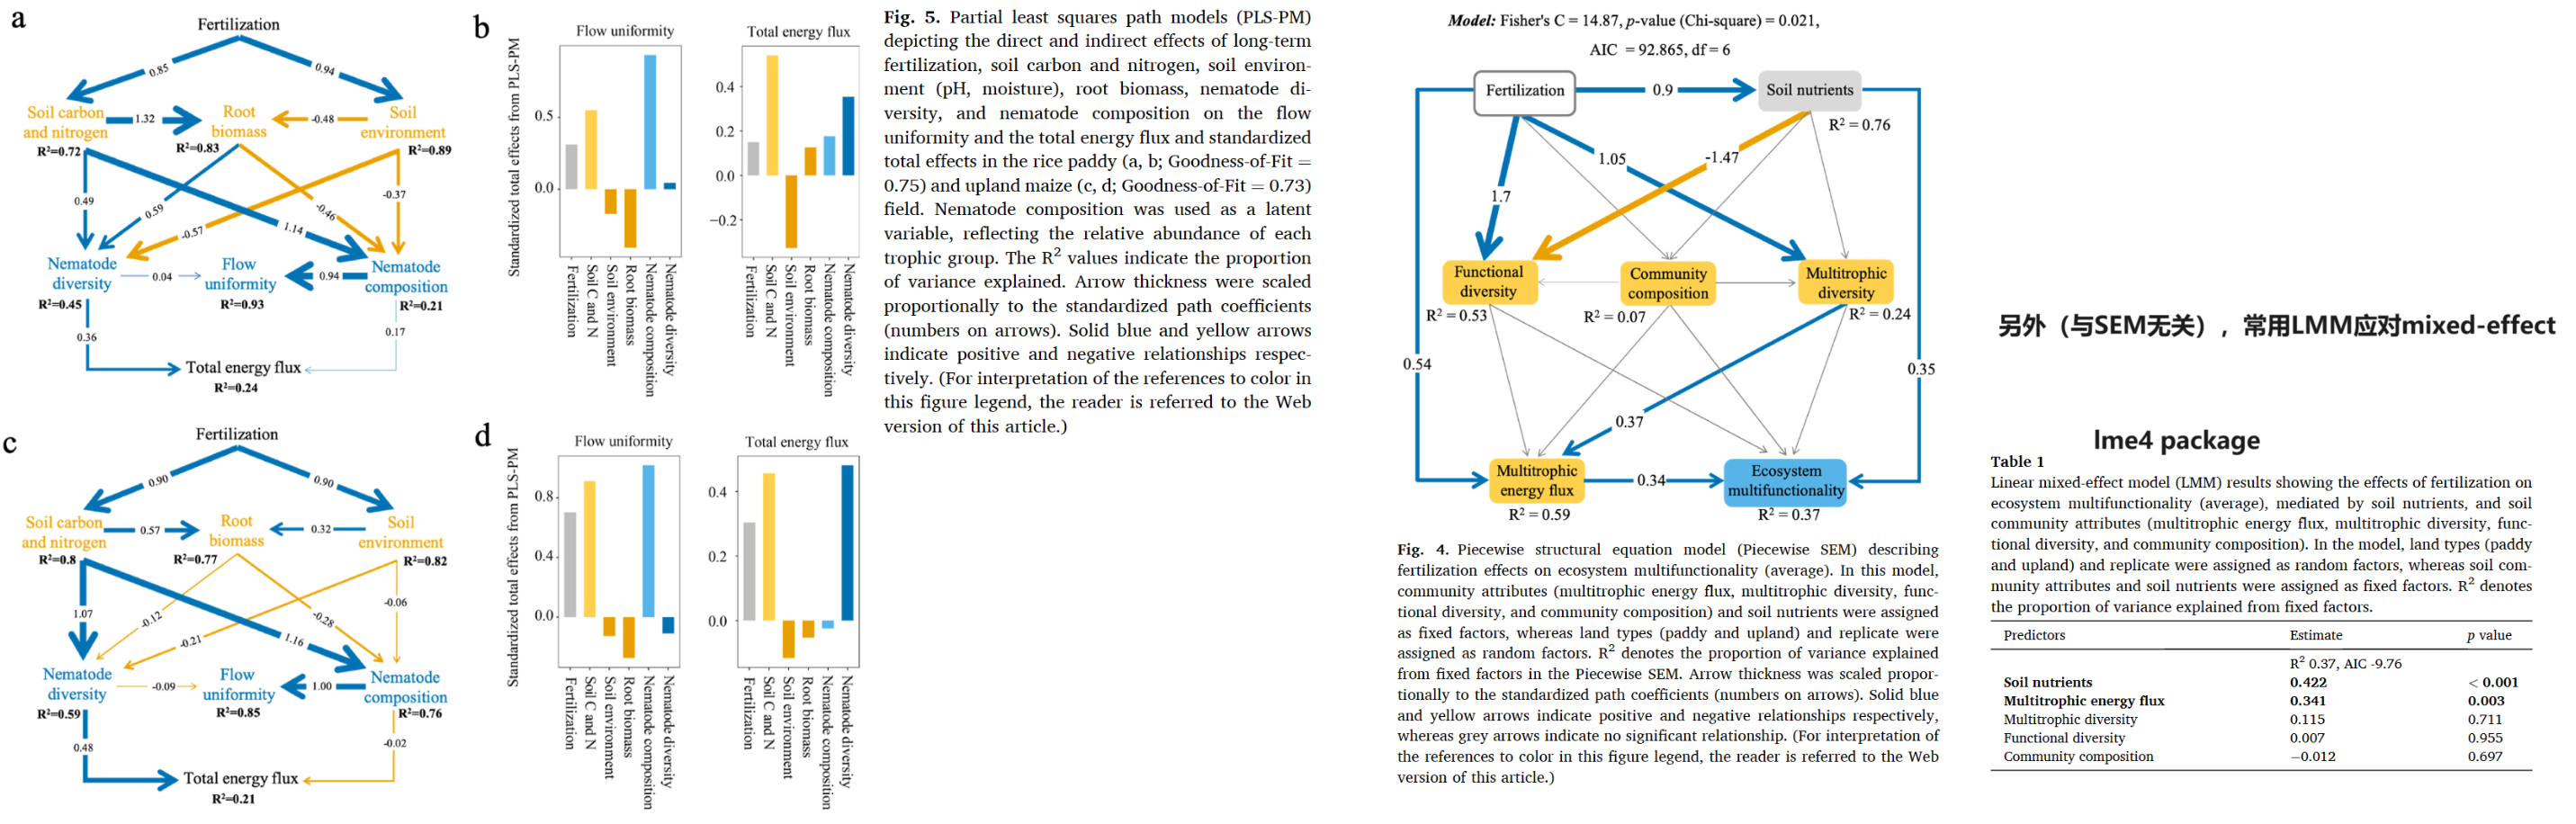 a
Fertilization
0.85
0.94
Soil carbon
and nitrogen
R²=0.72
1.32
Root
biomass
R²=0.83
-0.48
Soil
environment
R²=0.89
0.49
0.59
-0.57
1.14
-0.46
-0.37
Nematode
diversity
R²=0.45
0.04
Flow
uniformity
R²=0.93
0.94
Nematode
composition
R²=0.21
0.36
0.17
Total energy flux
R²=0.24
b
Standardized total effects from PLS-PM
Flow uniformity
0.5
0.0
Fertilization
Soil C and N
Soil environment
Root biomass
Nematode composition
Nematode diversity
Total energy flux
0.4
0.2
0.0
−0.2
Fertilization
Soil C and N
Soil environment
Root biomass
Nematode composition
Nematode diversity
c
Fertilization
0.90
0.90
Soil carbon
and nitrogen
R²=0.8
0.57
Root
biomass
R²=0.77
0.32
Soil
environment
R²=0.82
1.07
-0.12
-0.21
1.16
-0.28
-0.06
Nematode
diversity
R²=0.59
-0.09
Flow
uniformity
R²=0.85
1.00
Nematode
composition
R²=0.76
0.48
-0.02
Total energy flux
R²=0.21
d
Standardized total effects from PLS-PM
Flow uniformity
0.8
0.4
0.0
Fertilization
Soil C and N
Soil environment
Root biomass
Nematode composition
Nematode diversity
Total energy flux
0.4
0.2
0.0
Fertilization
Soil C and N
Soil environment
Root biomass
Nematode composition
Nematode diversity
Fig. 5. Partial least squares path models (PLS-PM)
depicting the direct and indirect effects of long-term
fertilization, soil carbon and nitrogen, soil environ-
ment (pH, moisture), root biomass, nematode di-
versity, and nematode composition on the flow
uniformity and the total energy flux and standardized
total effects in the rice paddy (a, b; Goodness-of-Fit =
0.75) and upland maize (c, d; Goodness-of-Fit = 0.73)
field. Nematode composition was used as a latent
variable, reflecting the relative abundance of each
trophic group. The R² values indicate the proportion
of variance explained. Arrow thickness were scaled
proportionally to the standardized path coefficients
(numbers on arrows). Solid blue and yellow arrows
indicate positive and negative relationships respec-
tively. (For interpretation of the references to color in
this figure legend, the reader is referred to the Web
version of this article.)
Model: Fisher's C = 14.87, p-value (Chi-square) = 0.021,
AIC = 92.865, df = 6
Fertilization
0.9
Soil nutrients
R² = 0.76
1.05
-1.47
1.7
Functional
diversity
R² = 0.53
Community
composition
R² = 0.07
Multitrophic
diversity
R² = 0.24
0.54
0.35
0.37
Multitrophic
energy flux
R² = 0.59
0.34
Ecosystem
multifunctionality
R² = 0.37
Fig. 4. Piecewise structural equation model (Piecewise SEM) describing
fertilization effects on ecosystem multifunctionality (average). In this model,
community attributes (multitrophic energy flux, multitrophic diversity, func-
tional diversity, and community composition) and soil nutrients were assigned
as fixed factors, whereas land types (paddy and upland) and replicate were
assigned as random factors. R² denotes the proportion of variance explained
from fixed factors in the Piecewise SEM. Arrow thickness was scaled propor-
tionally to the standardized path coefficients (numbers on arrows). Solid blue
and yellow arrows indicate positive and negative relationships respectively,
whereas grey arrows indicate no significant relationship. (For interpretation of
the references to color in this figure legend, the reader is referred to the Web
version of this article.)
另外（与SEM无关），常用LMM应对mixed-effect
lme4 package
Table 1
Linear mixed-effect model (LMM) results showing the effects of fertilization on
ecosystem multifunctionality (average), mediated by soil nutrients, and soil
community attributes (multitrophic energy flux, multitrophic diversity, func-
tional diversity, and community composition). In the model, land types (paddy
and upland) and replicate were assigned as random factors, whereas soil com-
munity attributes and soil nutrients were assigned as fixed factors. R² denotes
the proportion of variance explained from fixed factors.
Predictors Estimate p value
R² 0.37, AIC -9.76
Soil nutrients 0.422 < 0.001
Multitrophic energy flux 0.341 0.003
Multitrophic diversity 0.115 0.711
Functional diversity 0.007 0.955
Community composition −0.012 0.697